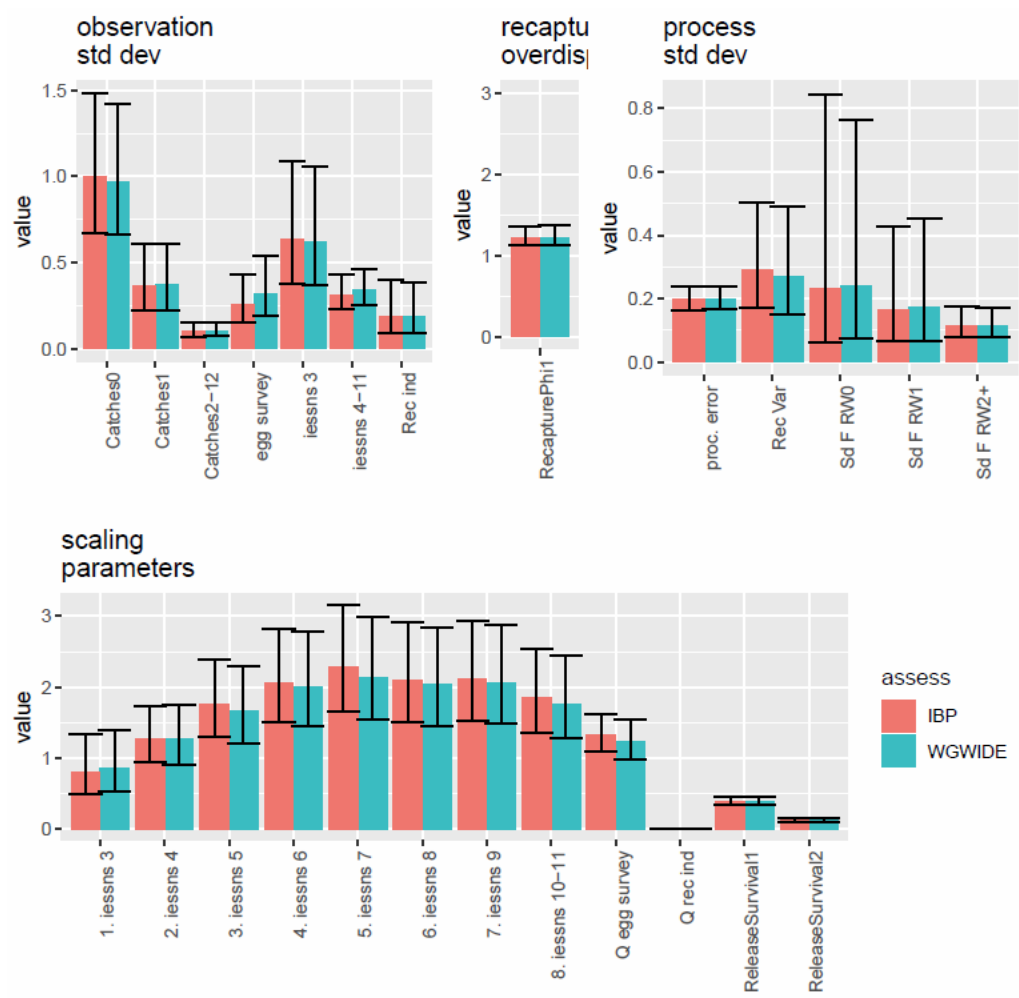 observation
std dev
recaptu
overdisp
process
std dev
value
1.5
1.0
0.5
0.0
Catches0
Catches1
Catches2−12
egg survey
iessns 3
iessns 4−11
Rec ind
value
3
2
1
0
RecapturePhi1
value
0.8
0.6
0.4
0.2
0.0
proc. error
Rec Var
Sd F RW0
Sd F RW1
Sd F RW2+
scaling
parameters
value
3
2
1
0
1. iessns 3
2. iessns 4
3. iessns 5
4. iessns 6
5. iessns 7
6. iessns 8
7. iessns 9
8. iessns 10−11
Q egg survey
Q rec ind
ReleaseSurvival1
ReleaseSurvival2
assess
IBP
WGWIDE